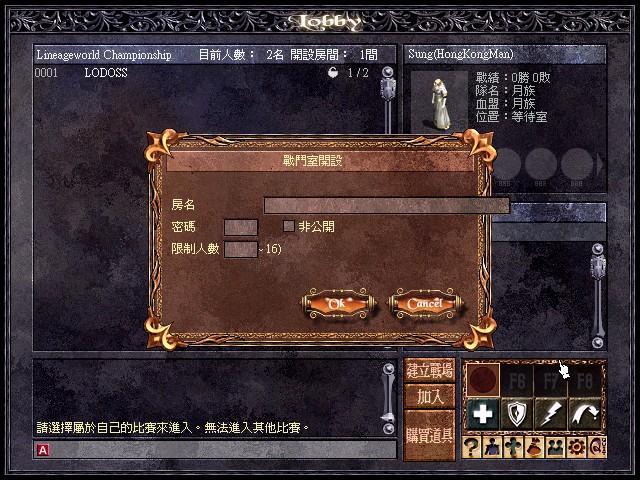 Lobby
Lineageworld Championship 目前人數： 2名 開設房間： 1間
0001 LODOSS 1 / 2
Sung(HongKongMan)
戰績：0勝 0敗
隊名：月族
血盟：月族
位置：等待室
戰鬥室開設
房名
密碼 非公開
限制人數 ~ 16)
Ok Cancel
建立戰場
加入
購買道具
F6 F7 F8
請選擇屬於自己的比賽來進入。無法進入其他比賽。
A